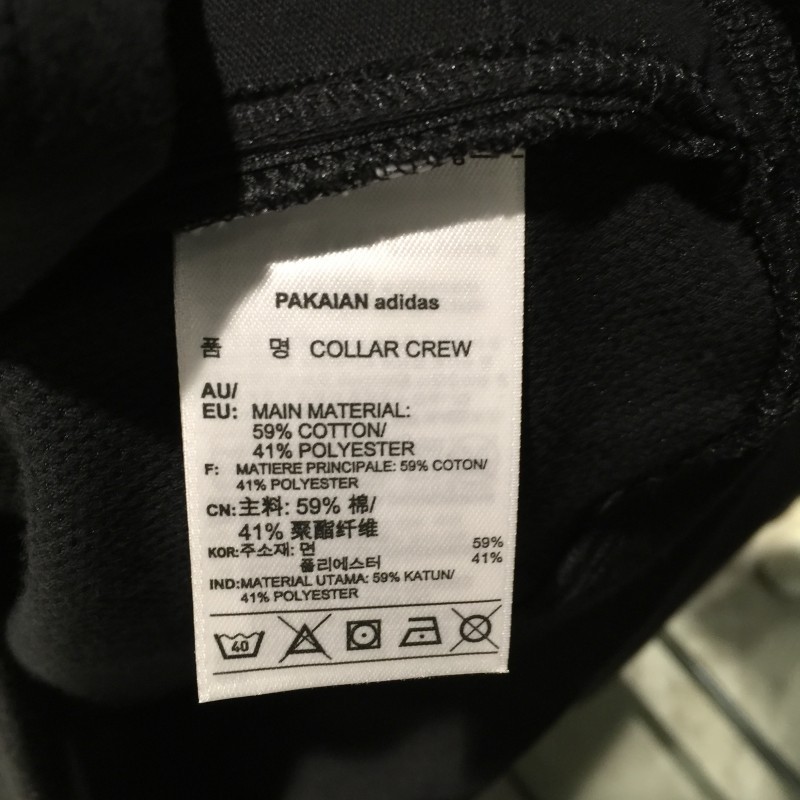 PAKAIAN adidas
품 명 COLLAR CREW
AU/
EU: MAIN MATERIAL:
59% COTTON/
41% POLYESTER
F: MATIERE PRINCIPALE: 59% COTON/
41% POLYESTER
CN:主料: 59% 棉/
41% 聚酯纤维
KOR:주소재: 면 59%
폴리에스터 41%
IND:MATERIAL UTAMA: 59% KATUN/
41% POLYESTER
40